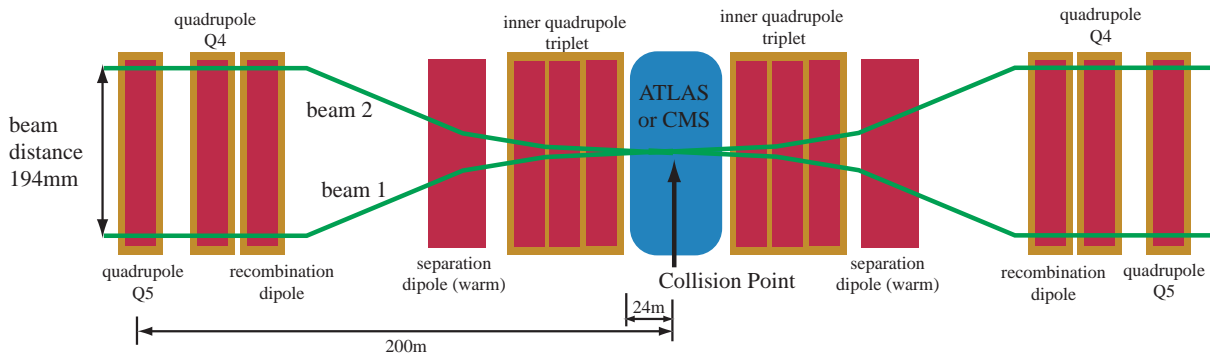 quadrupole
Q4
inner quadrupole
triplet
inner quadrupole
triplet
quadrupole
Q4
ATLAS
or CMS
beam 2
beam
distance
194mm
beam 1
quadrupole
Q5
recombination
dipole
separation
dipole (warm)
Collision Point
separation
dipole (warm)
recombination
dipole
quadrupole
Q5
24m
200m